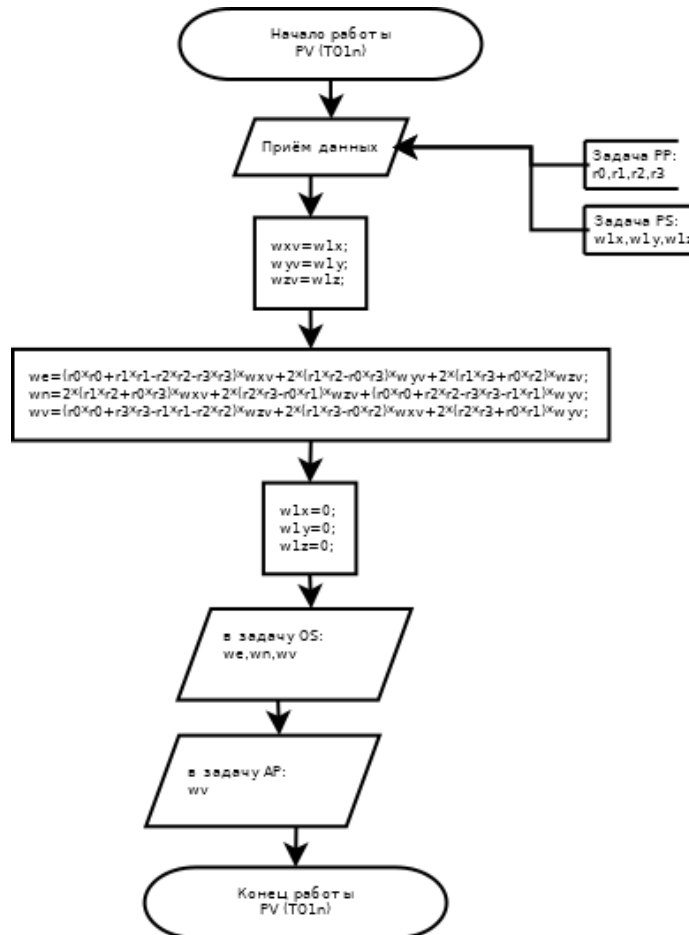 Начало работы
PV (T01n)
Приём данных
Задача PP:
r0,r1,r2,r3
Задача PS:
w1x,w1y,w1z
wxv=w1x;
wyv=w1y;
wzv=w1z;
we=(r0*r0+r1*r1-r2*r2-r3*r3)*wxv+2*(r1*r2-r0*r3)*wyv+2*(r1*r3+r0*r2)*wzv;
wn=2*(r1*r2+r0*r3)*wxv+2*(r2*r3-r0*r1)*wzv+(r0*r0+r2*r2-r3*r3-r1*r1)*wyv;
wv=(r0*r0+r3*r3-r1*r1-r2*r2)*wzv+2*(r1*r3-r0*r2)*wxv+2*(r2*r3+r0*r1)*wyv;
w1x=0;
w1y=0;
w1z=0;
в задачу OS:
we,wn,wv
в задачу AP:
wv
Конец работы
PV (T01n)